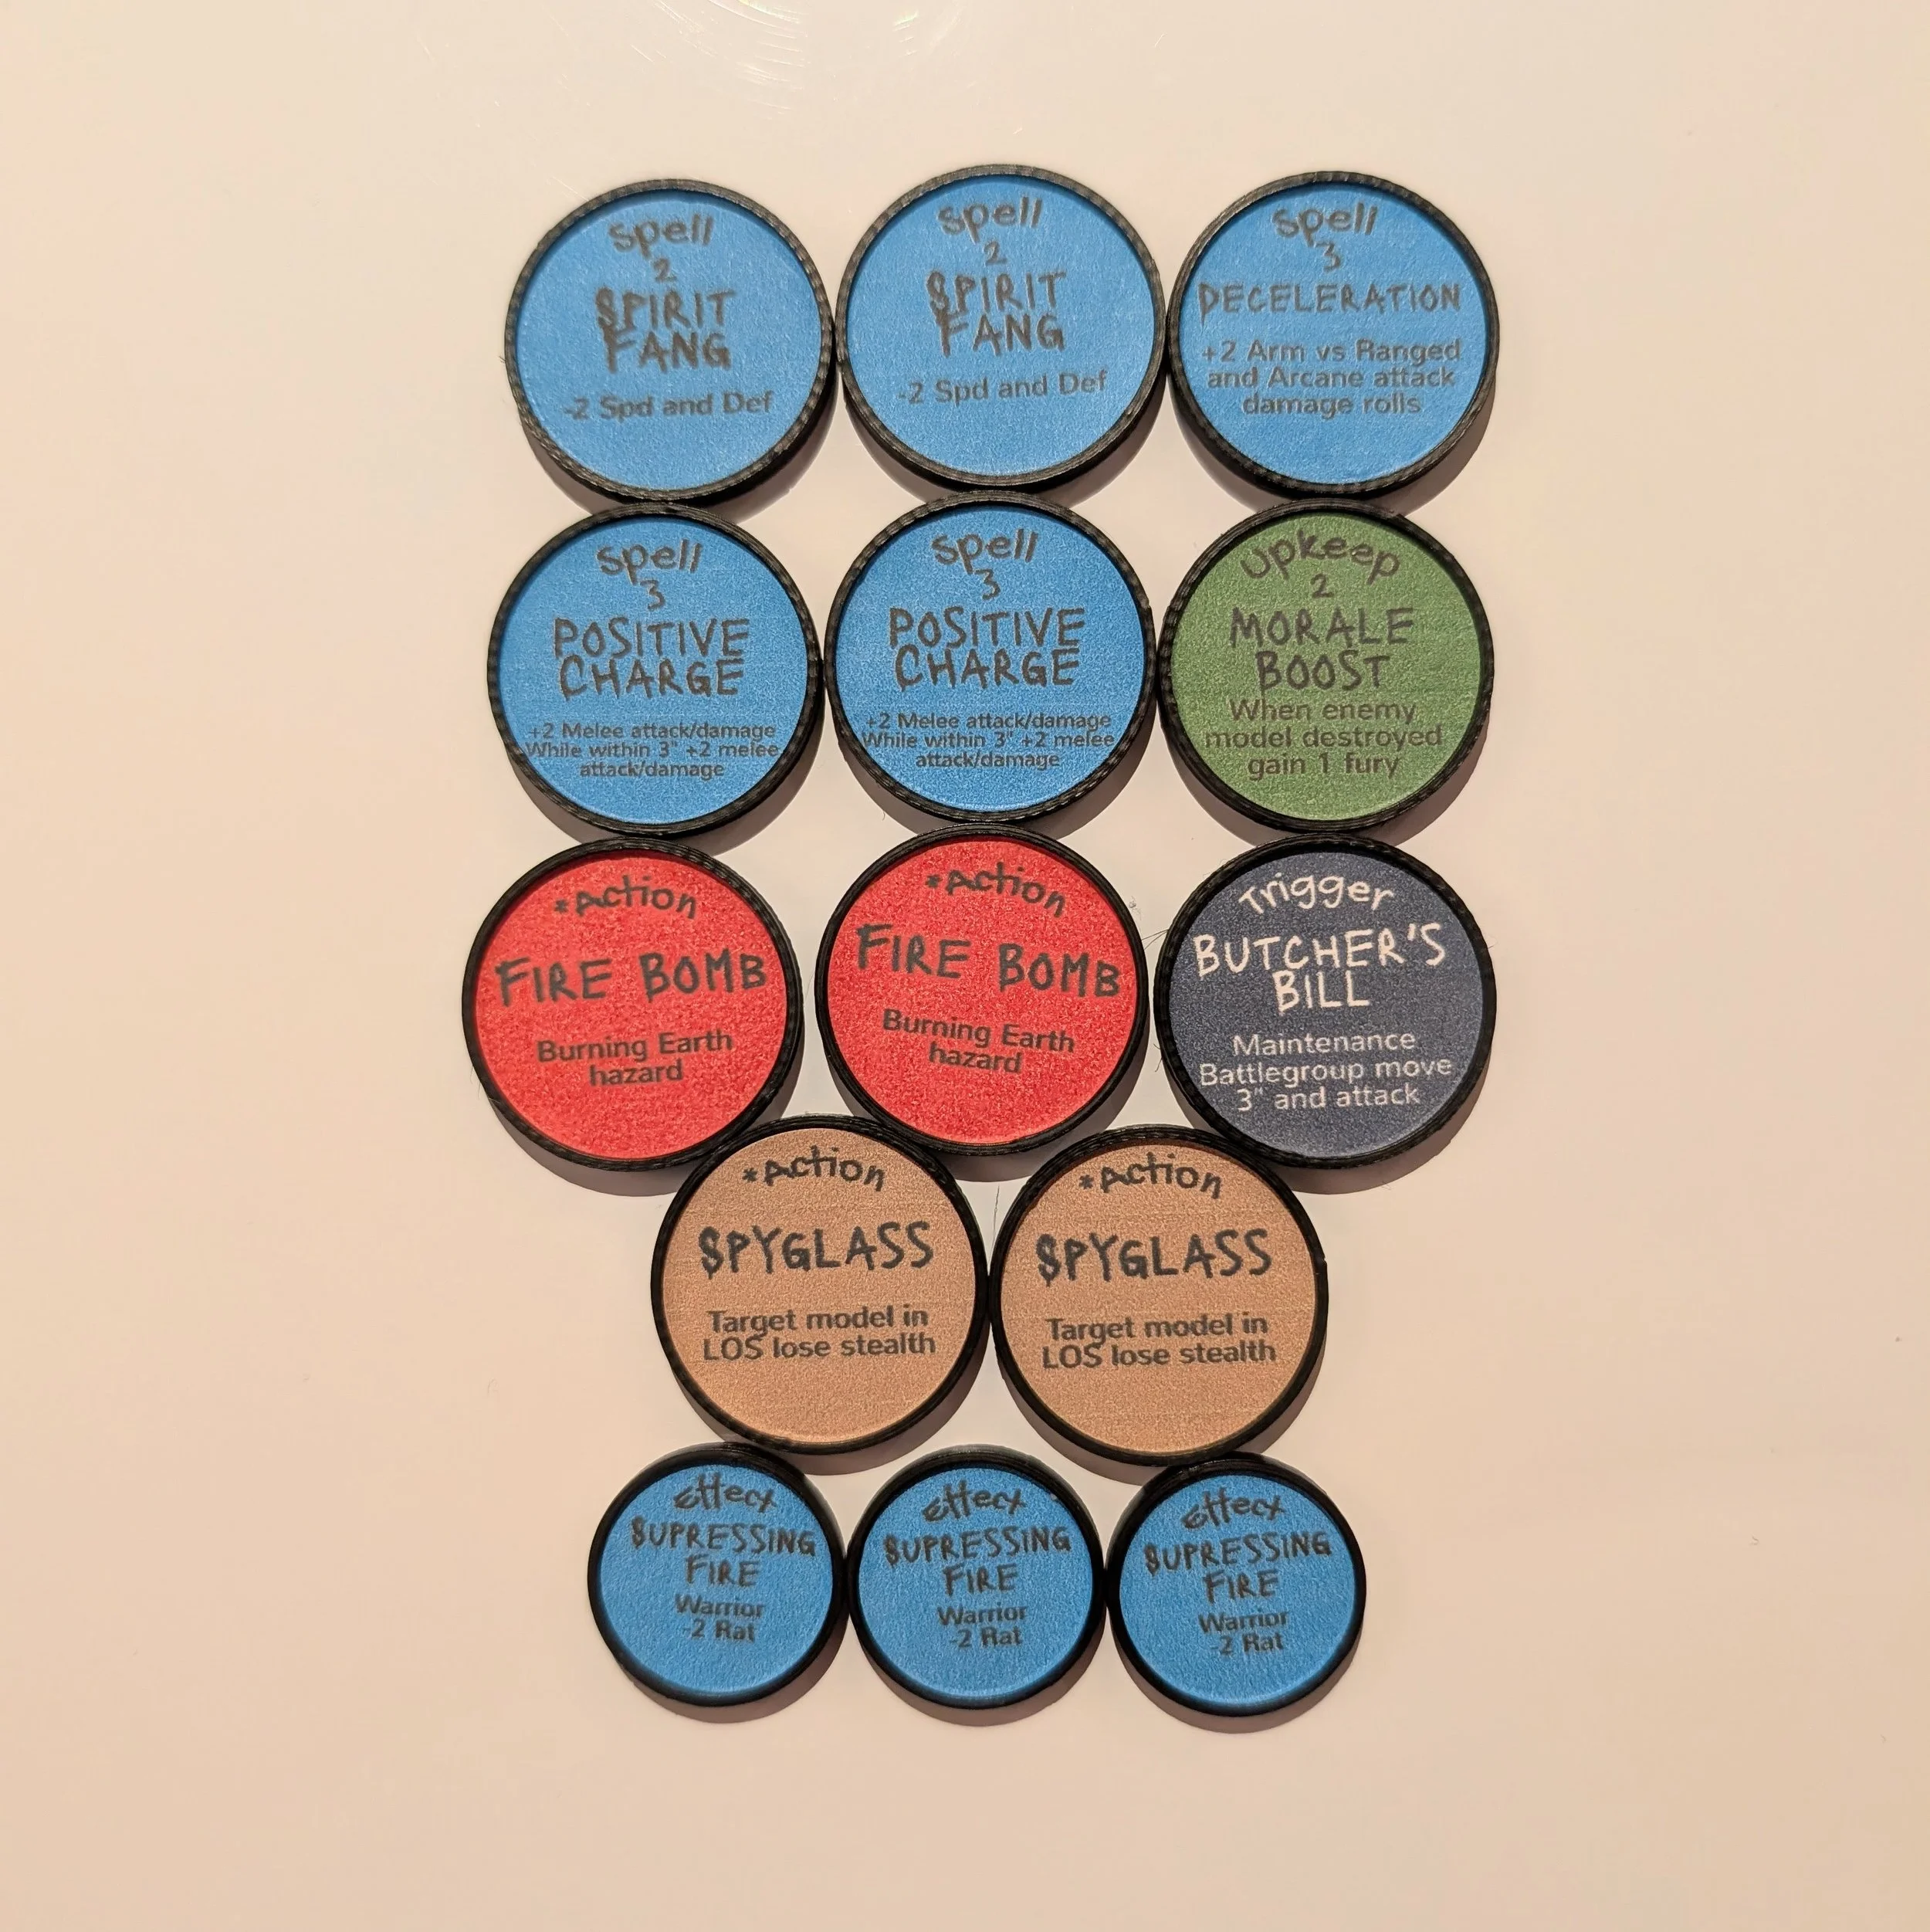 Spell
2
SPIRIT
FANG
-2 Spd and Def
Spell
2
SPIRIT
FANG
-2 Spd and Def
Spell
3
DECELERATION
+2 Arm vs Ranged
and Arcane attack
damage rolls
Spell
3
POSITIVE
CHARGE
+2 Melee attack/damage
While within 3" +2 melee
attack/damage
Spell
3
POSITIVE
CHARGE
+2 Melee attack/damage
While within 3" +2 melee
attack/damage
Upkeep
2
MORALE
BOOST
When enemy
model destroyed
gain 1 fury
*Action
FIRE BOMB
Burning Earth
hazard
*Action
FIRE BOMB
Burning Earth
hazard
Trigger
BUTCHER'S
BILL
Maintenance
Battlegroup move
3" and attack
*Action
SPYGLASS
Target model in
LOS lose stealth
*Action
SPYGLASS
Target model in
LOS lose stealth
Effect
SUPRESSING
FIRE
Warrior
-2 Rat
Effect
SUPRESSING
FIRE
Warrior
-2 Rat
Effect
SUPRESSING
FIRE
Warrior
-2 Rat